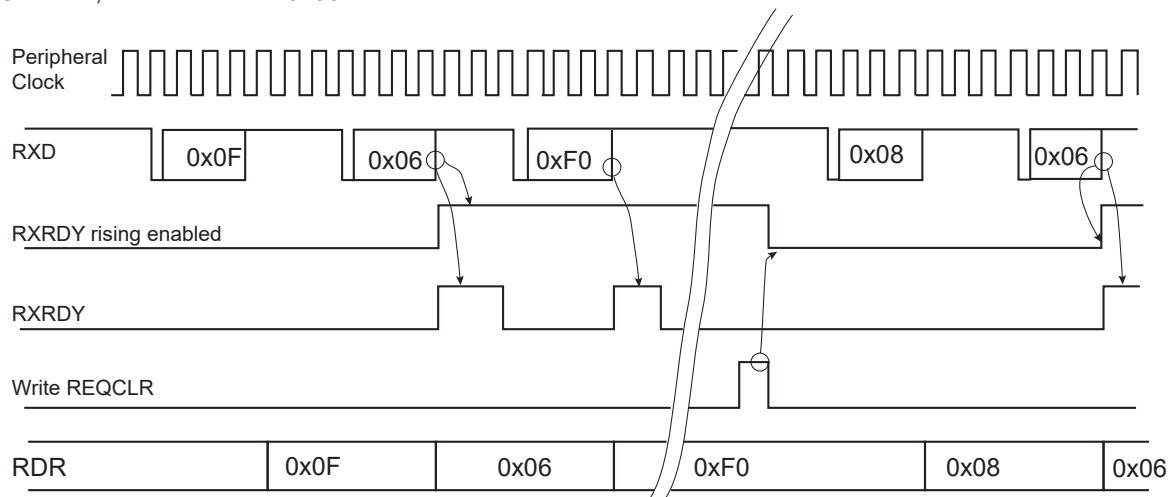 Peripheral
Clock
RXD
0x0F
0x06
0xF0
0x08
0x06
RXRDY rising enabled
RXRDY
Write REQCLR
RDR
0x0F
0x06
0xF0
0x08
0x06